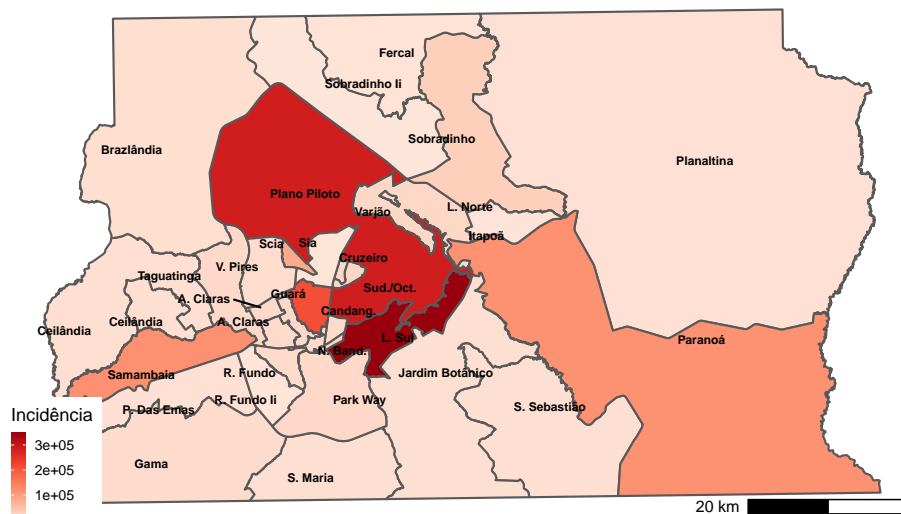 Fercal
Sobradinho Ii
Sobradinho
Brazlândia
Planaltina
Plano Piloto
L. Norte
Varjão
Itapoã
Scia
Sia
Cruzeiro
V. Pires
Taguatinga
Sud./Oct.
Guará
A. Claras
Candang.
Ceilândia
Ceilândia
A. Claras
L. Sul
Paranoá
N. Band.
R. Fundo
Jardim Botânico
Samambaia
R. Fundo Ii
Park Way
S. Sebastião
P. Das Emas
Gama
S. Maria
Incidência
3e+05
2e+05
1e+05
20 km